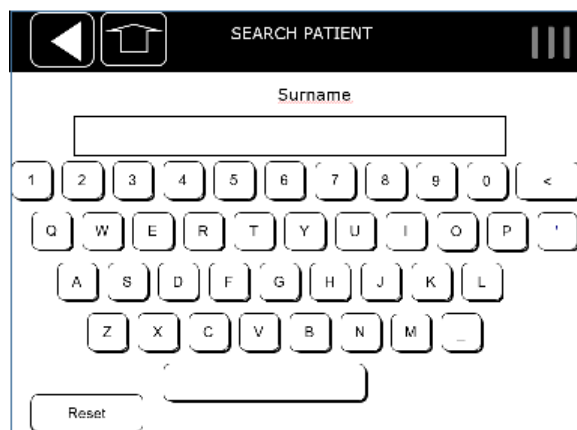 SEARCH PATIENT
Surname
1 2 3 4 5 6 7 8 9 0 <
Q W E R T Y U I O P '
A S D F G H J K L
Z X C V B N M _
Reset